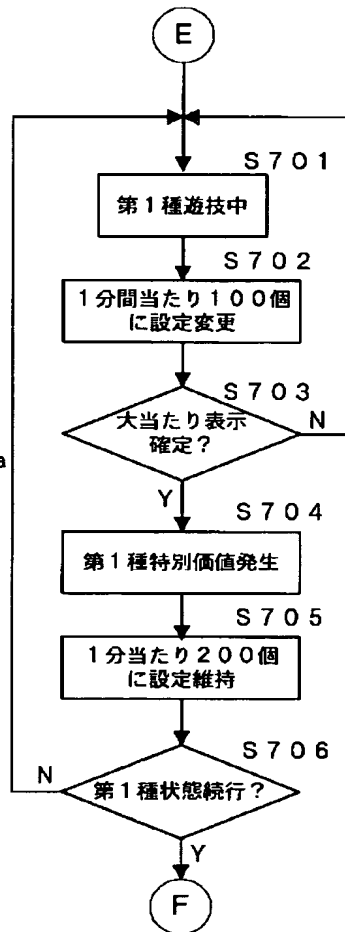 E
S701
第1種遊技中
S702
1分間当たり100個
に設定変更
S703
大当たり表示
確定?
N
a
Y
S704
第1種特別価値発生
S705
1分当たり200個
に設定維持
S706
N
第1種状態続行?
Y
F